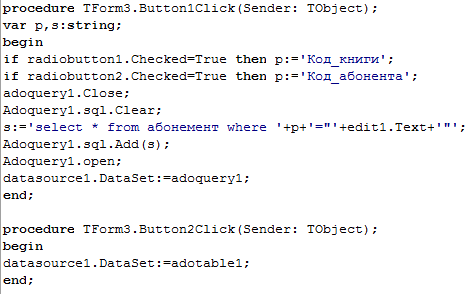 procedure TForm3.Button1Click(Sender: TObject);
var p,s:string;
begin
if radiobutton1.Checked=True then p:='Код_книги';
if radiobutton2.Checked=True then p:='Код_абонента';
adoquery1.Close;
Adoquery1.sql.Clear;
s:='select * from абонемент where '+p+'="'+edit1.Text+'"';
Adoquery1.sql.Add(s);
Adoquery1.open;
datasource1.DataSet:=adoquery1;
end;
procedure TForm3.Button2Click(Sender: TObject);
begin
datasource1.DataSet:=adotable1;
end;